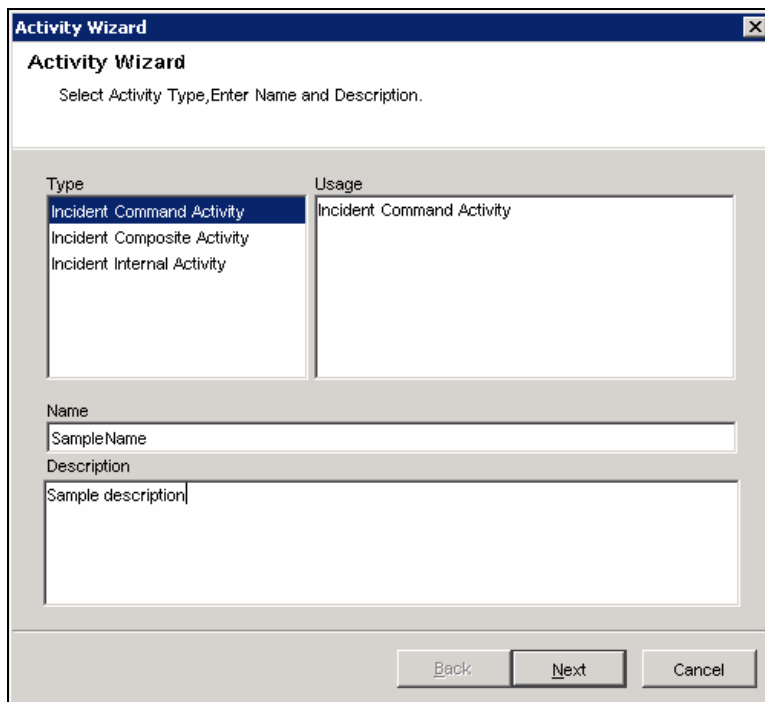 Activity Wizard
Activity Wizard
Select Activity Type,Enter Name and Description.
Type
Usage
Incident Command Activity
Incident Composite Activity
Incident Internal Activity
Incident Command Activity
Name
SampleName
Description
Sample description
Back
Next
Cancel